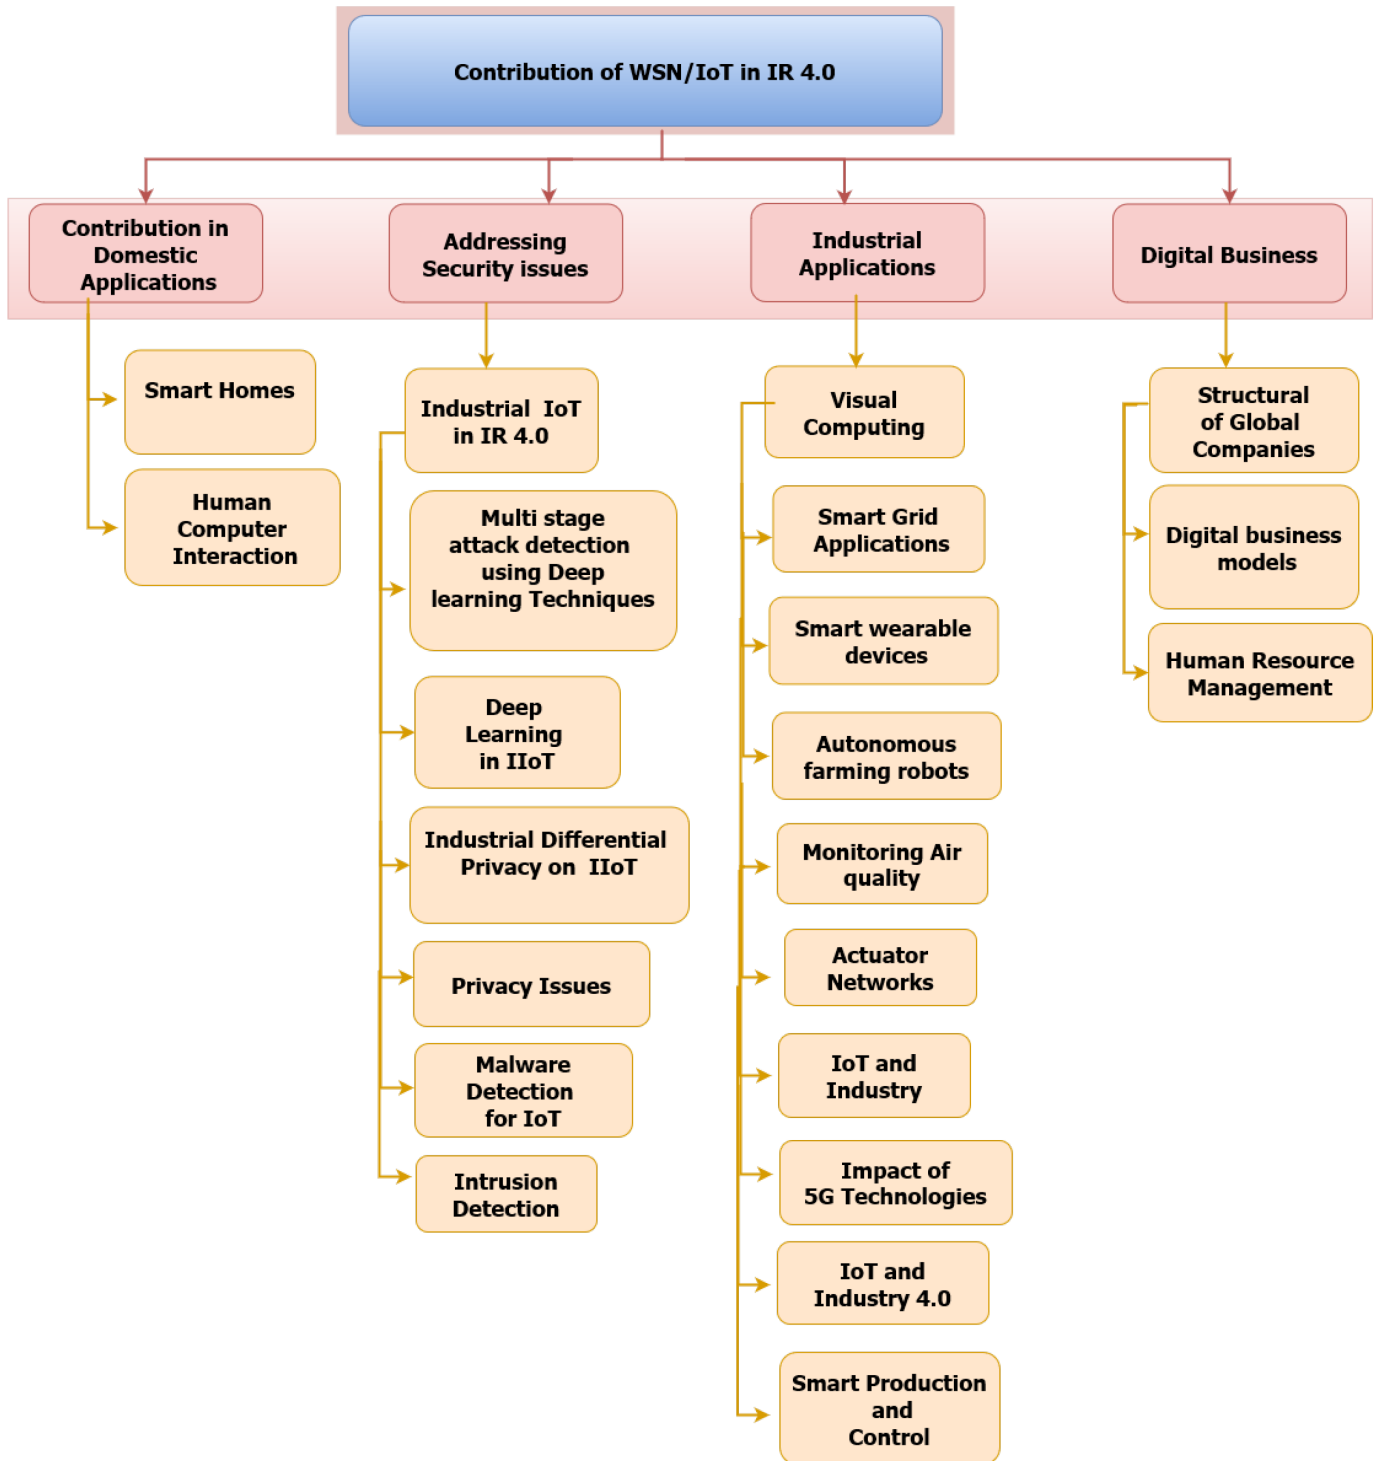 Contribution of WSN/IoT in IR 4.0
Contribution in
Domestic
Applications
Addressing
Security issues
Industrial
Applications
Digital Business
Smart Homes
Human
Computer
Interaction
Industrial IoT
in IR 4.0
Multi stage
attack detection
using Deep
learning Techniques
Deep
Learning
in IIoT
Industrial Differential
Privacy on IIoT
Privacy Issues
Malware
Detection
for IoT
Intrusion
Detection
Visual
Computing
Smart Grid
Applications
Smart wearable
devices
Autonomous
farming robots
Monitoring Air
quality
Actuator
Networks
IoT and
Industry
Impact of
5G Technologies
IoT and
Industry 4.0
Smart Production
and
Control
Structural
of Global
Companies
Digital business
models
Human Resource
Management